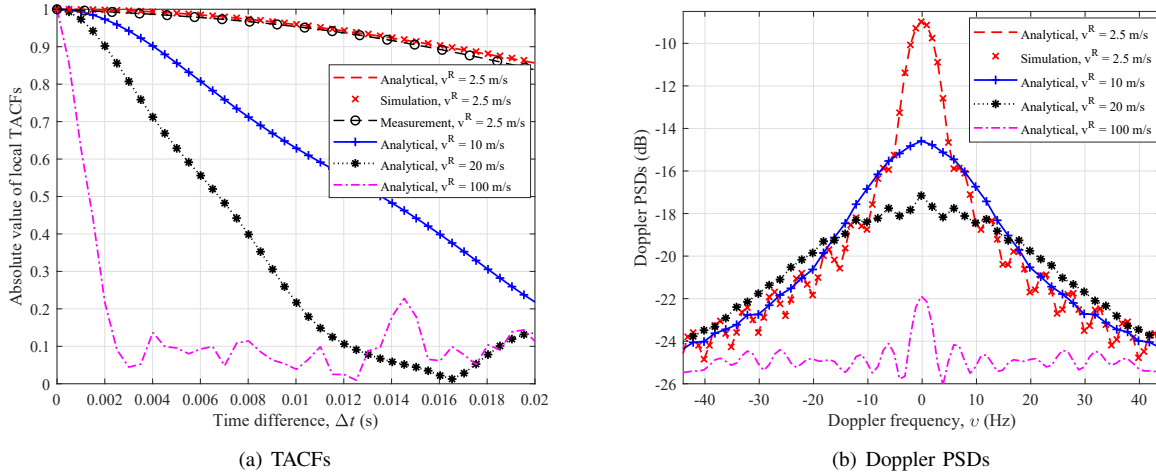 1
0.9
0.8
0.7
0.6
0.5
0.4
0.3
0.2
0.1
0
Absolute value of local TACFs
Analytical, v^R = 2.5 m/s
Simulation, v^R = 2.5 m/s
Measurement, v^R = 2.5 m/s
Analytical, v^R = 10 m/s
Analytical, v^R = 20 m/s
Analytical, v^R = 100 m/s
0 0.002 0.004 0.006 0.008 0.01 0.012 0.014 0.016 0.018 0.02
Time difference, Δt (s)
(a) TACFs
-9
-11
-13
-15
-18
-20
-22
-24
-26
Doppler PSDs (dB)
Analytical, v^R = 2.5 m/s
Simulation, v^R = 2.5 m/s
Analytical, v^R = 10 m/s
Analytical, v^R = 20 m/s
Analytical, v^R = 100 m/s
-40 -30 -20 -10 0 10 20 30 40
Doppler frequency, υ (Hz)
(b) Doppler PSDs